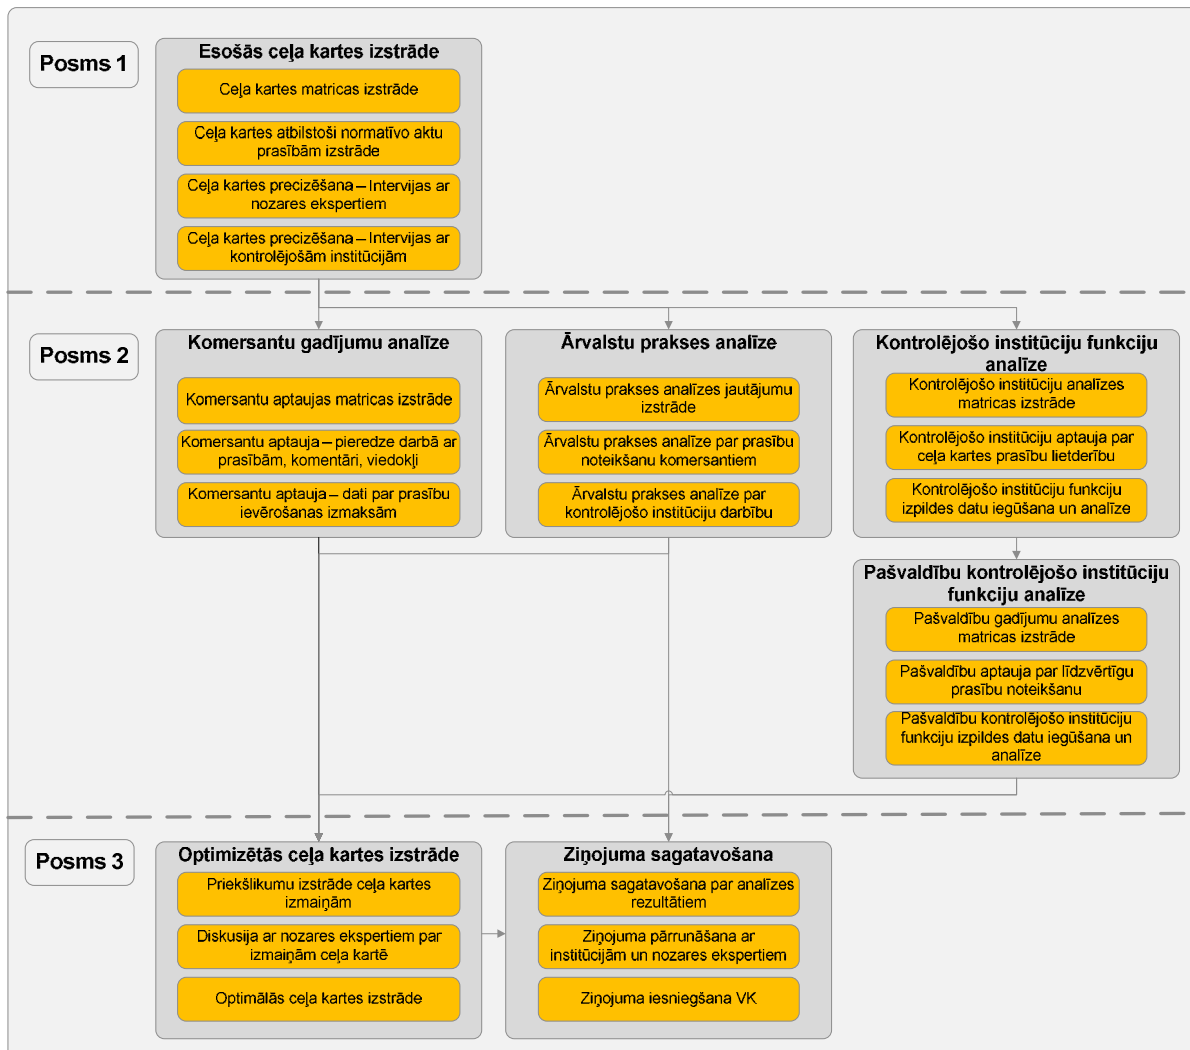 Posms 1
Esošās ceļa kartes izstrāde
Ceļa kartes matricas izstrāde
Ceļa kartes atbilstoši normatīvo aktu
prasībām izstrāde
Ceļa kartes precizēšana – Intervijas ar
nozares ekspertiem
Ceļa kartes precizēšana – Intervijas ar
kontrolējošām institūcijām
Posms 2
Komersantu gadījumu analīze
Komersantu aptaujas matricas izstrāde
Komersantu aptauja – pieredze darbā ar
prasībām, komentāri, viedokļi
Komersantu aptauja – dati par prasību
ievērošanas izmaksām
Ārvalstu prakses analīze
Ārvalstu prakses analīzes jautājumu
izstrāde
Ārvalstu prakses analīze par prasību
noteikšanu komersantiem
Ārvalstu prakses analīze par
kontrolējošo institūciju darbību
Kontrolējošo institūciju funkciju
analīze
Kontrolējošo institūciju analīzes
matricas izstrāde
Kontrolējošo institūciju aptauja par
ceļa kartes prasību lietderību
Kontrolējošo institūciju funkciju
izpildes datu iegūšana un analīze
Pašvaldību kontrolējošo institūciju
funkciju analīze
Pašvaldību gadījumu analīzes
matricas izstrāde
Pašvaldību aptauja par līdzvērtīgu
prasību noteikšanu
Pašvaldību kontrolējošo institūciju
funkciju izpildes datu iegūšana un
analīze
Posms 3
Optimizētās ceļa kartes izstrāde
Priekšlikumu izstrāde ceļa kartes
izmaiņām
Diskusija ar nozares ekspertiem par
izmaiņām ceļa kartē
Optimālās ceļa kartes izstrāde
Ziņojuma sagatavošana
Ziņojuma sagatavošana par analīzes
rezultātiem
Ziņojuma pārrunāšana ar
institūcijām un nozares ekspertiem
Ziņojuma iesniegšana VK